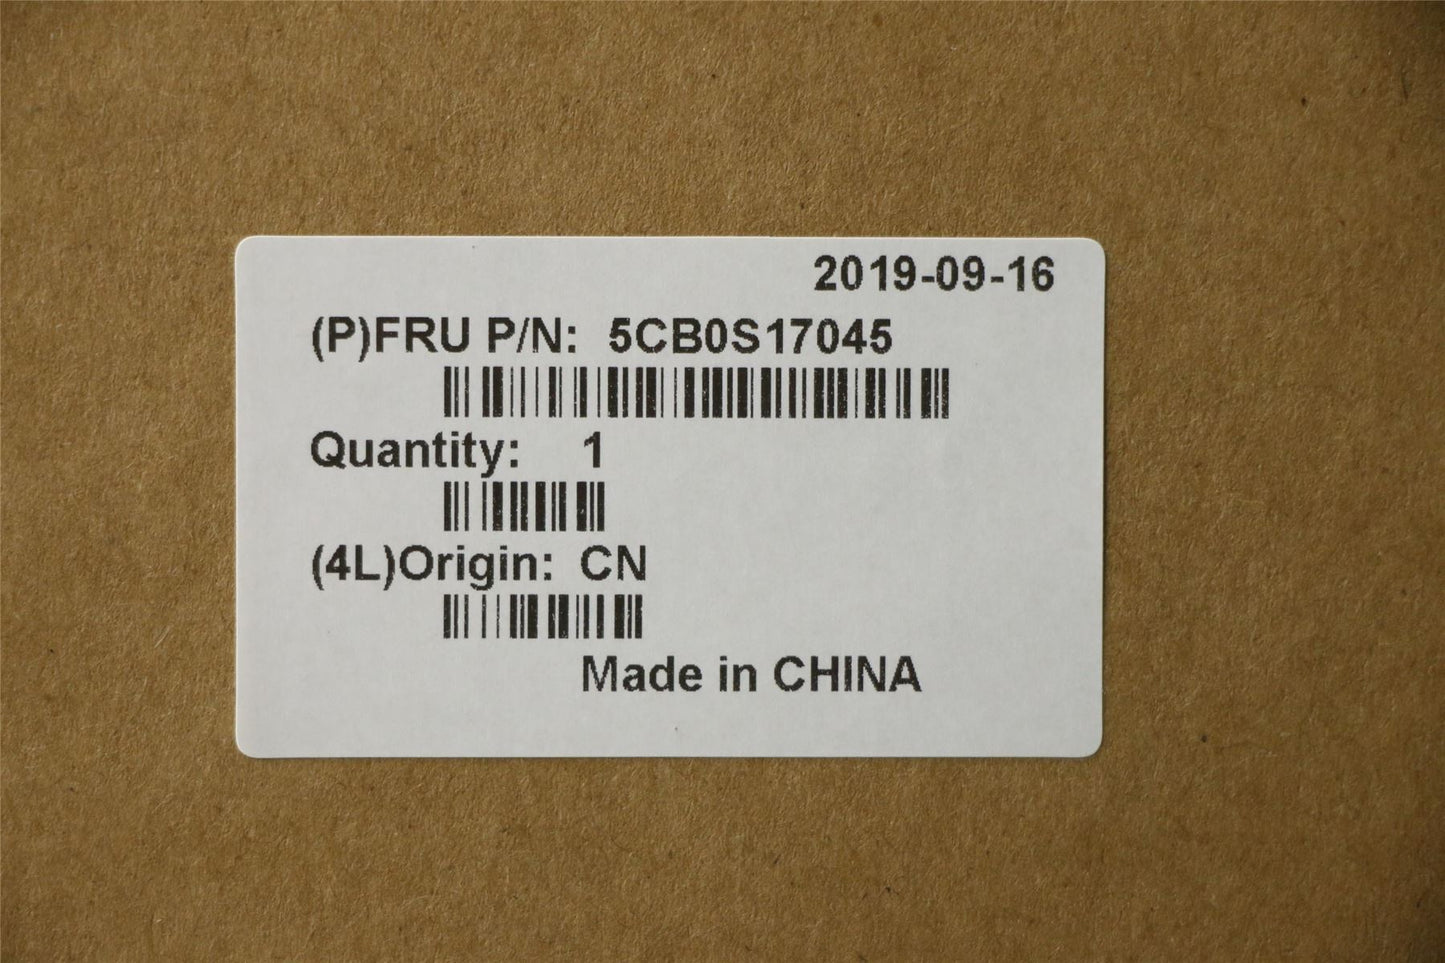 2019-09-16
(P)FRU P/N: 5CB0S17045
Quantity: 1
(4L)Origin: CN
Made in CHINA